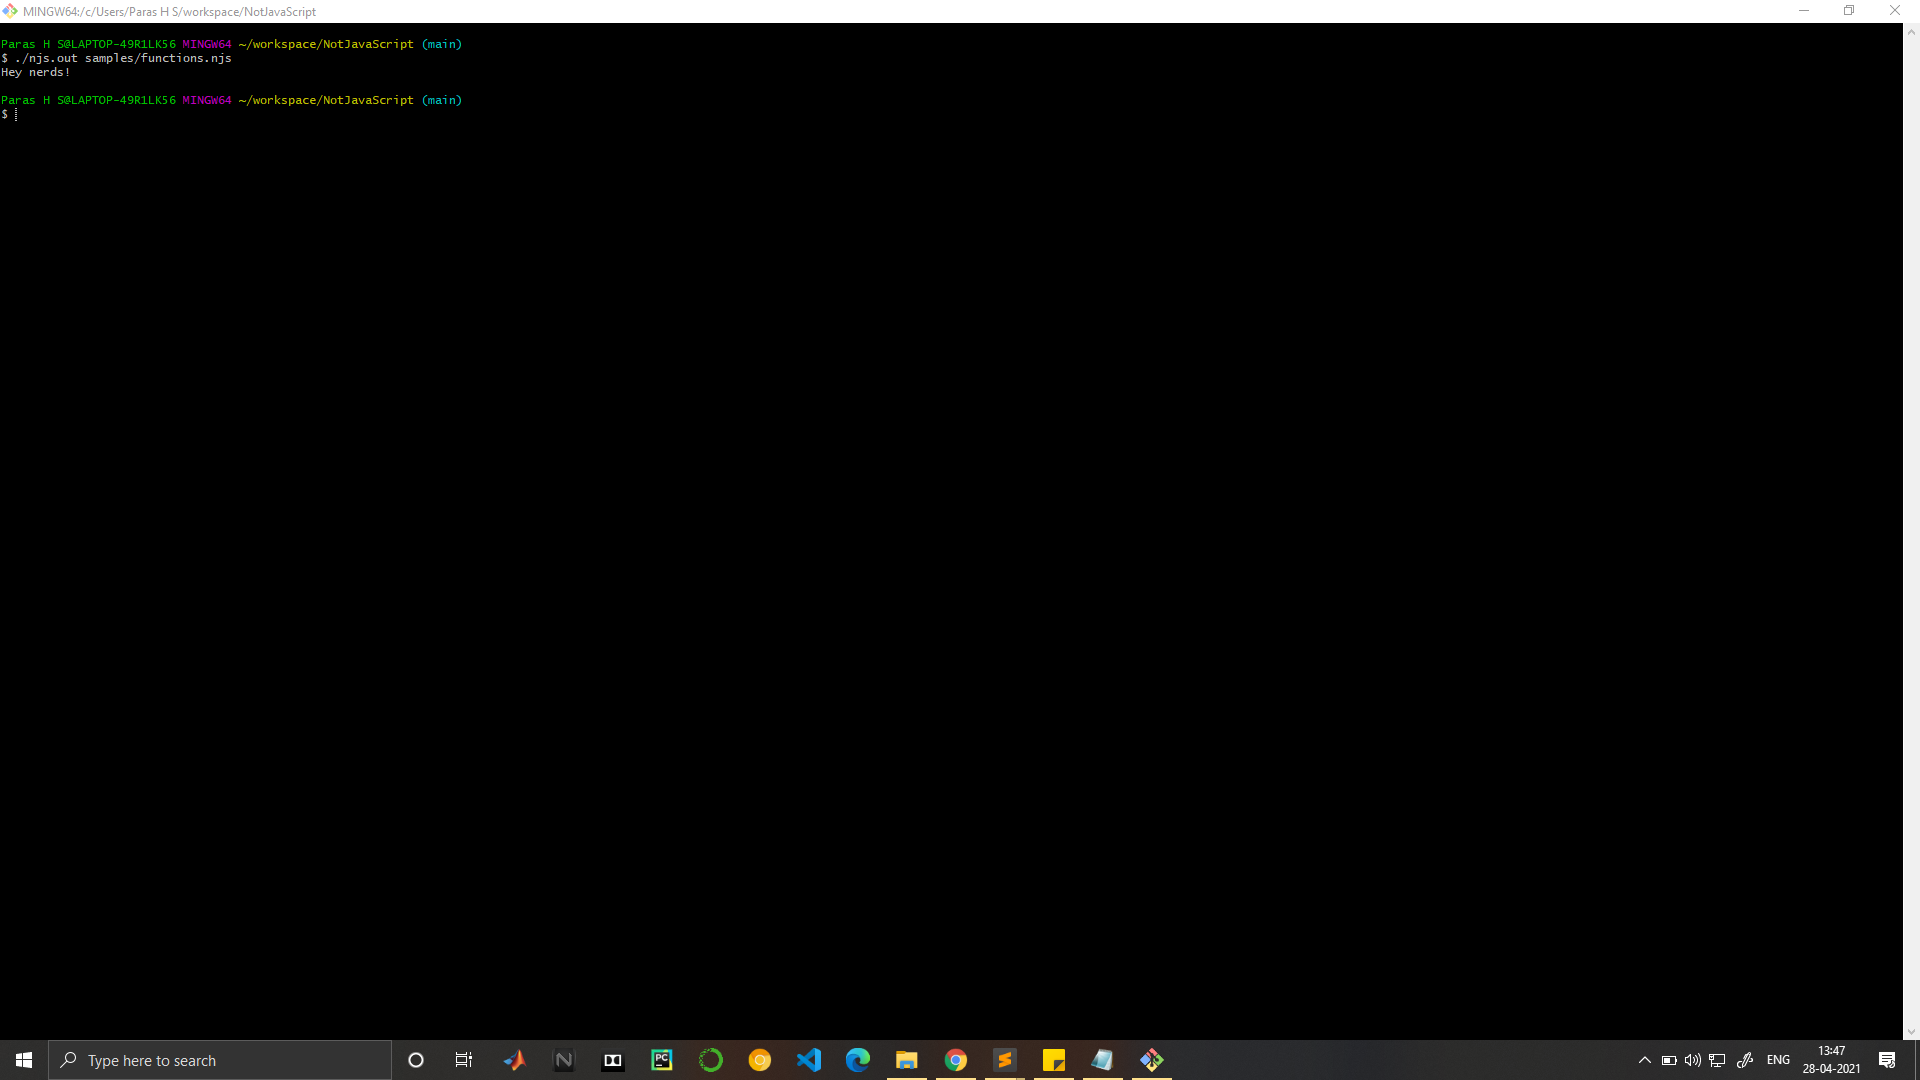 MINGW64:/c/Users/Paras H S/workspace/NotJavaScript
Paras H S@LAPTOP-49R1LK56 MINGW64 ~/workspace/NotJavaScript (main)
$ ./njs.out samples/functions.njs
Hey nerds!
Paras H S@LAPTOP-49R1LK56 MINGW64 ~/workspace/NotJavaScript (main)
$
Type here to search
N
PC
ENG
13:47
28-04-2021